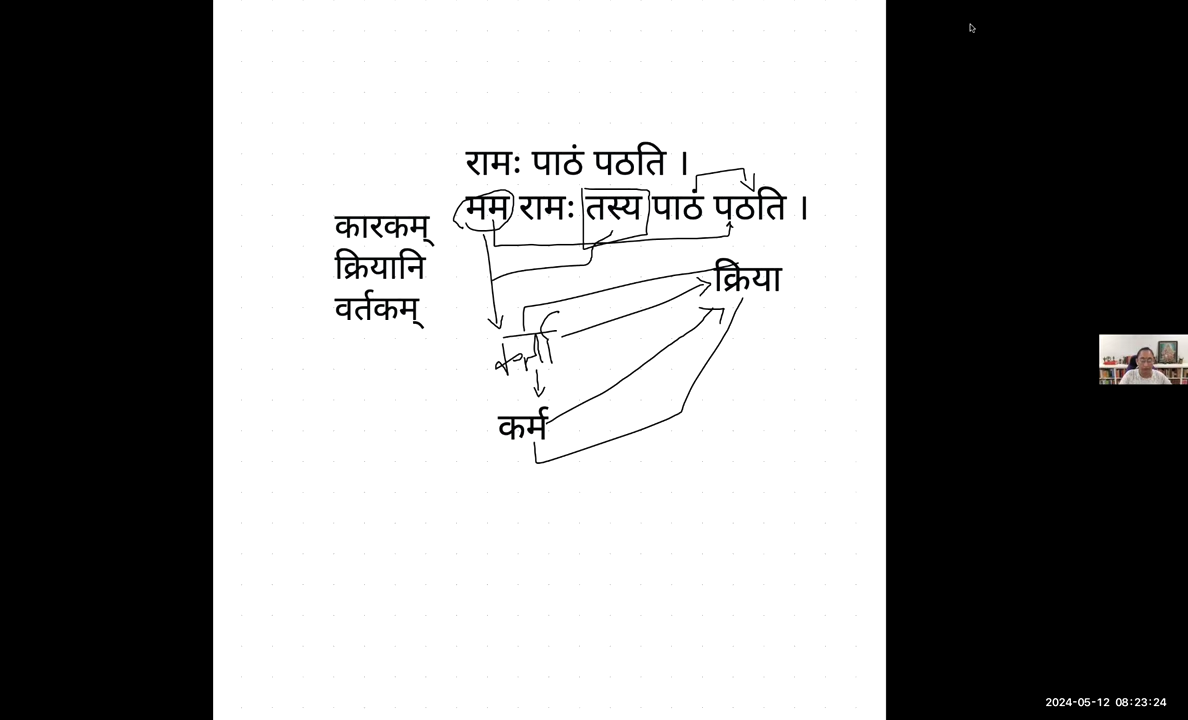 रामः पाठं पठति ।
मम रामः तस्य पाठं पठति ।
कारकम्
क्रियानि
वर्तकम्
क्रिया
कर्ता
कर्म
2024-05-12 08:23:24